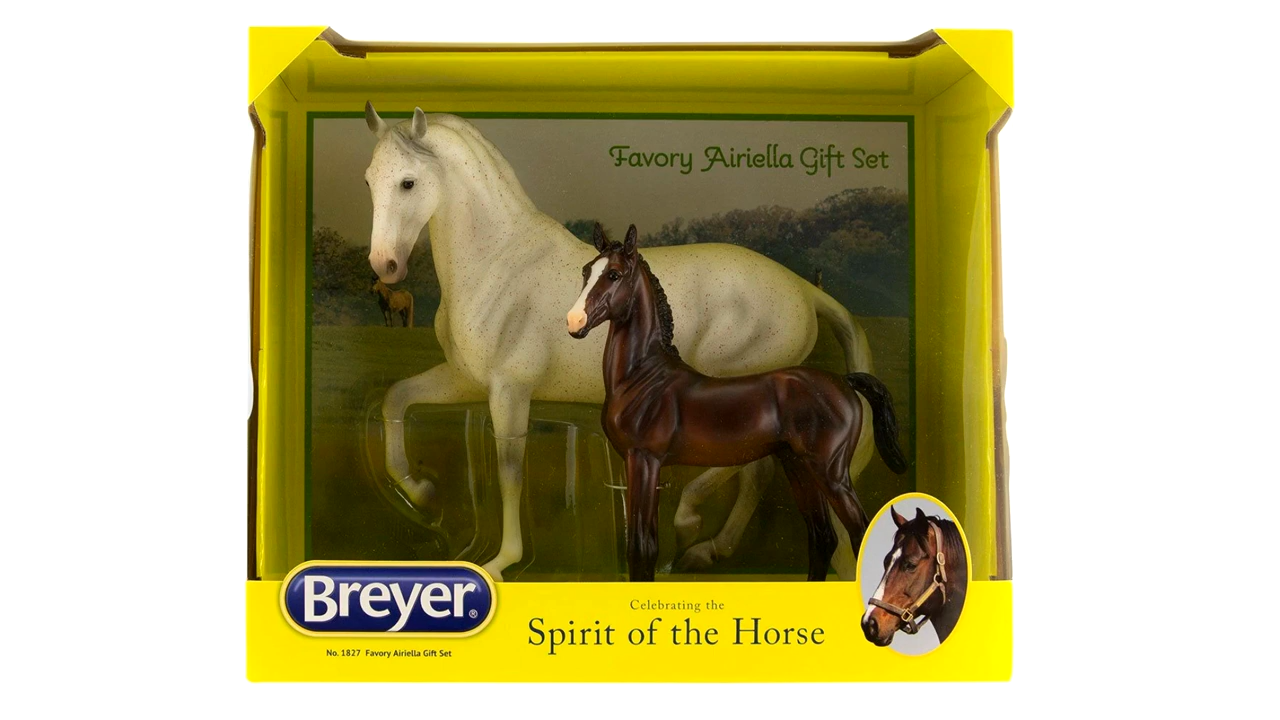 Favory Airiella Gift Set
Breyer®
No. 1827 Favory Airiella Gift Set
Celebrating the
Spirit of the Horse